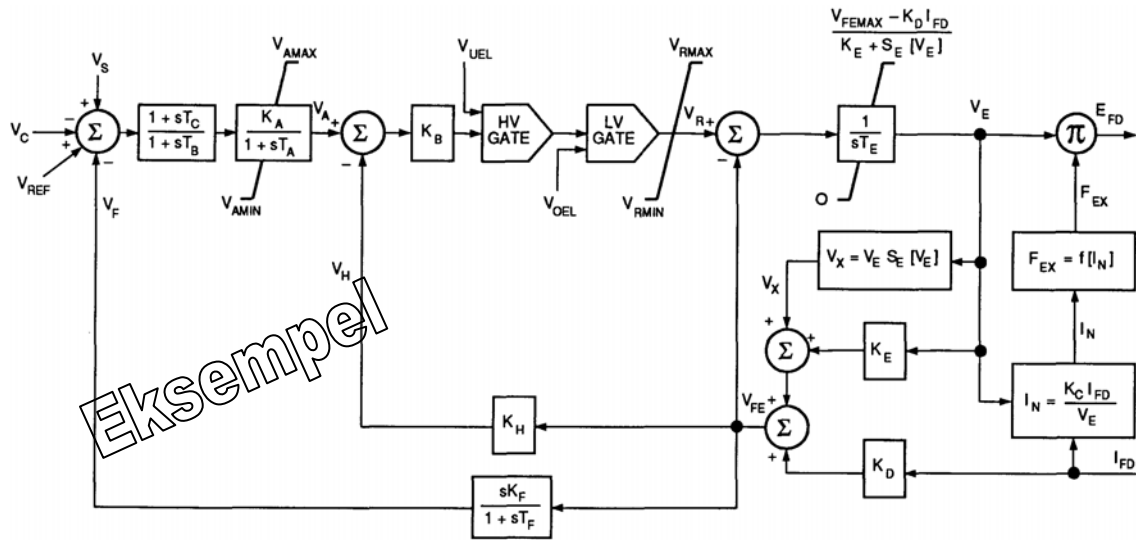 V_FEMAX – K_D I_FD
K_E + S_E [V_E]
V_S
V_AMAX
V_UEL
V_RMAX
V_C
+
–
+
–
Σ
1 + sT_C
1 + sT_B
K_A
1 + sT_A
V_A
+
–
Σ
K_B
HV
GATE
LV
GATE
V_R
+
–
Σ
1
sT_E
V_E
π
E_FD
V_REF
V_F
V_AMIN
V_OEL
V_RMIN
O
F_EX
V_H
V_X = V_E S_E [V_E]
F_EX = f[I_N]
V_X
+
+
Σ
K_E
I_N
Eksempel
V_FE
+
+
Σ
I_N = K_C I_FD
V_E
K_H
K_D
I_FD
sK_F
1 + sT_F